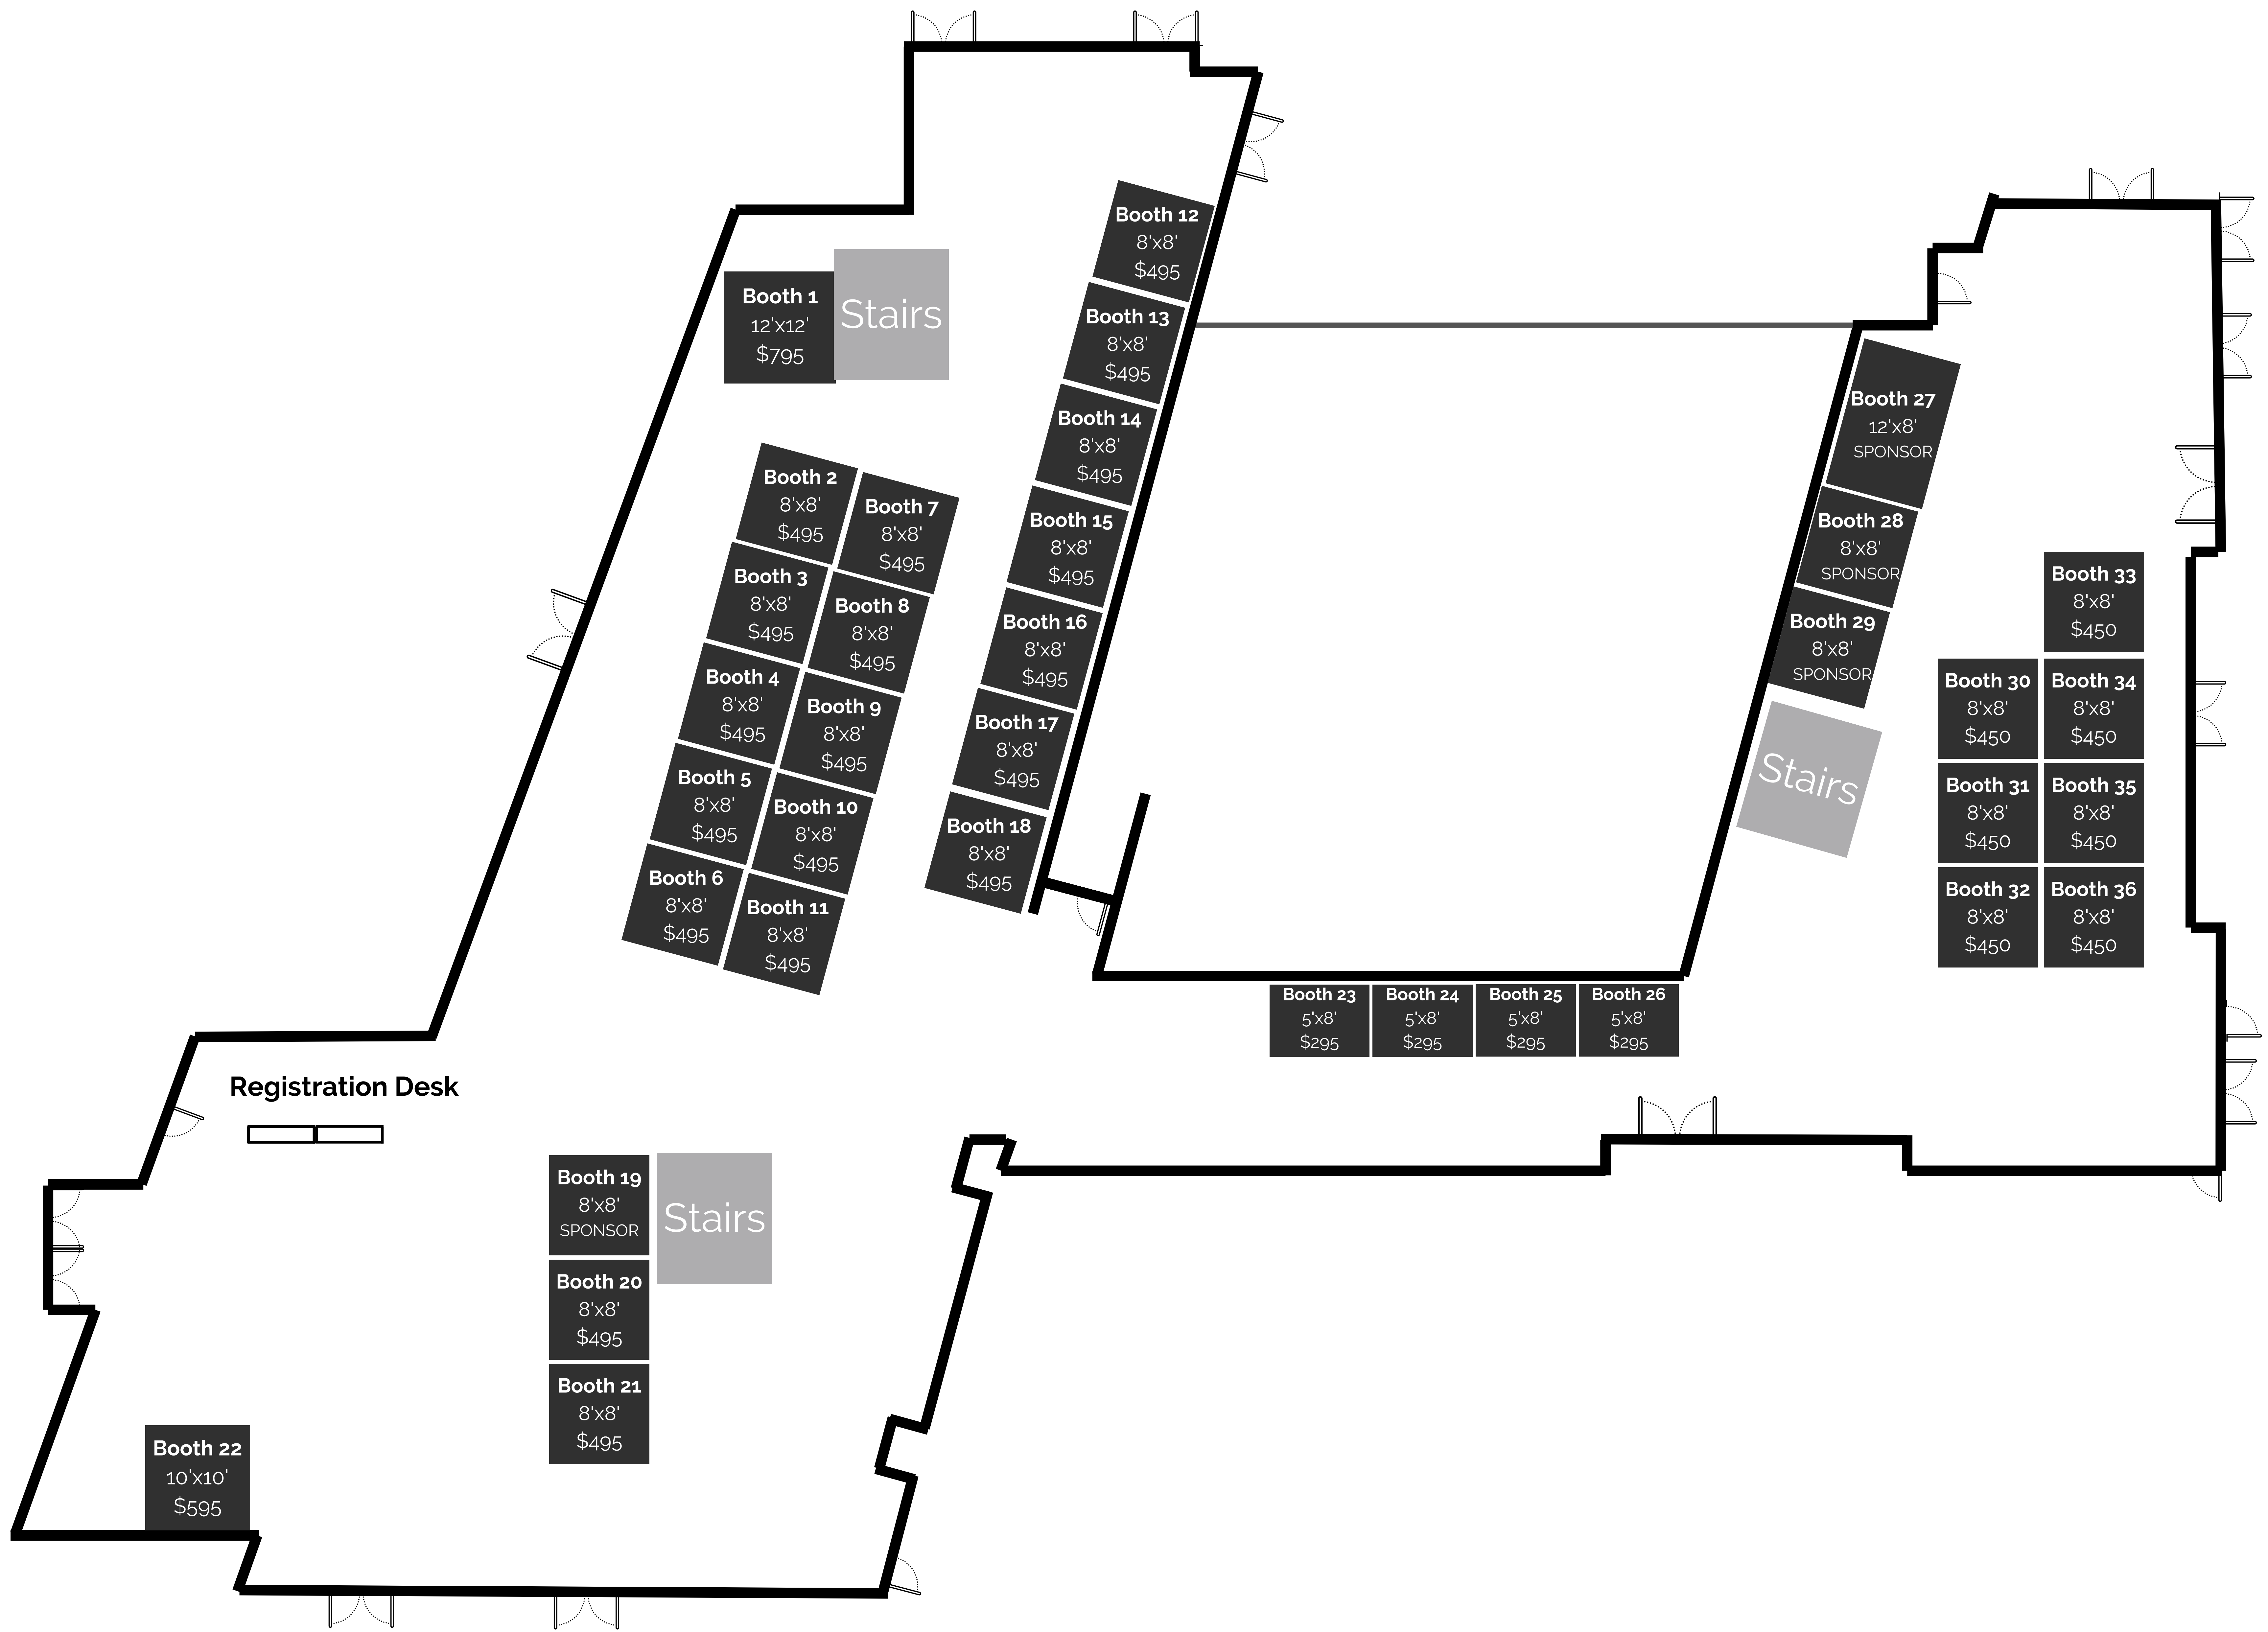 Booth 1
12'x12'
$795
Stairs
Booth 2
8'x8'
$495
Booth 3
8'x8'
$495
Booth 4
8'x8'
$495
Booth 5
8'x8'
$495
Booth 6
8'x8'
$495
Booth 7
8'x8'
$495
Booth 8
8'x8'
$495
Booth 9
8'x8'
$495
Booth 10
8'x8'
$495
Booth 11
8'x8'
$495
Booth 12
8'x8'
$495
Booth 13
8'x8'
$495
Booth 14
8'x8'
$495
Booth 15
8'x8'
$495
Booth 16
8'x8'
$495
Booth 17
8'x8'
$495
Booth 18
8'x8'
$495
Registration Desk
Booth 19
8'x8'
SPONSOR
Stairs
Booth 20
8'x8'
$495
Booth 21
8'x8'
$495
Booth 22
10'x10'
$595
Booth 23
5'x8'
$295
Booth 24
5'x8'
$295
Booth 25
5'x8'
$295
Booth 26
5'x8'
$295
Booth 27
12'x8'
SPONSOR
Booth 28
8'x8'
SPONSOR
Booth 29
8'x8'
SPONSOR
Stairs
Booth 30
8'x8'
$450
Booth 31
8'x8'
$450
Booth 32
8'x8'
$450
Booth 33
8'x8'
$450
Booth 34
8'x8'
$450
Booth 35
8'x8'
$450
Booth 36
8'x8'
$450